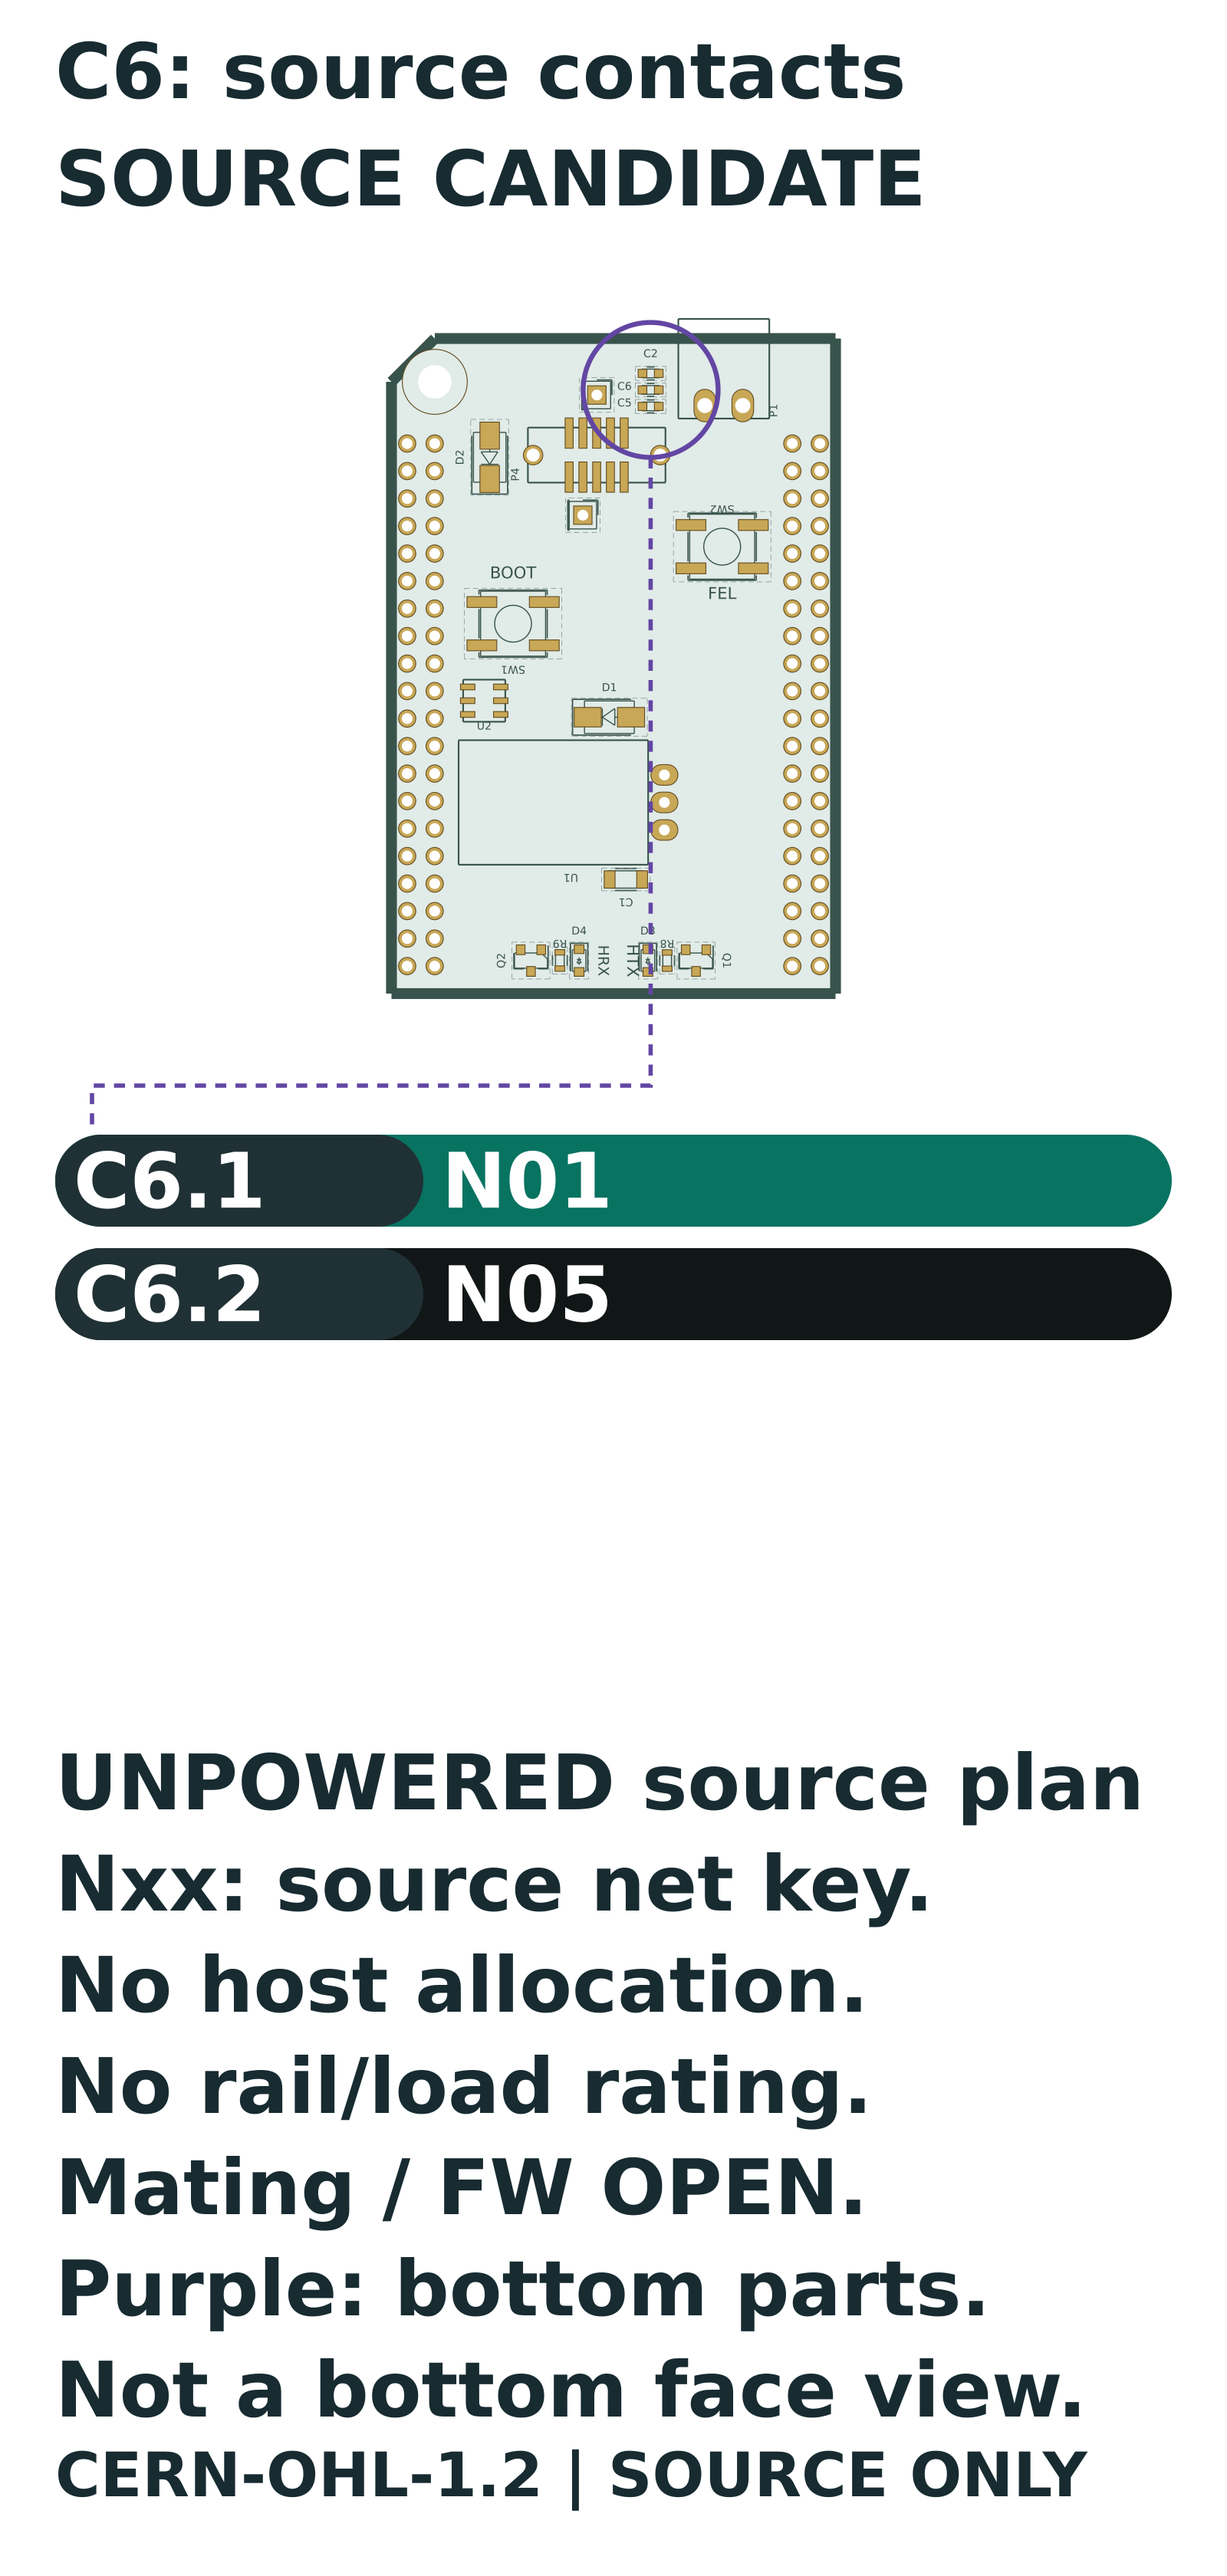 C6: source contacts
SOURCE CANDIDATE
C2
C6
C5
P1
D2
P4
SW2
BOOT
FEL
SW1
D1
U2
U1
C1
D4
D3
Q2
R9
HRX
HTX
R8
Q1
C6.1 N01
C6.2 N05
UNPOWERED source plan
Nxx: source net key.
No host allocation.
No rail/load rating.
Mating / FW OPEN.
Purple: bottom parts.
Not a bottom face view.
CERN-OHL-1.2 | SOURCE ONLY